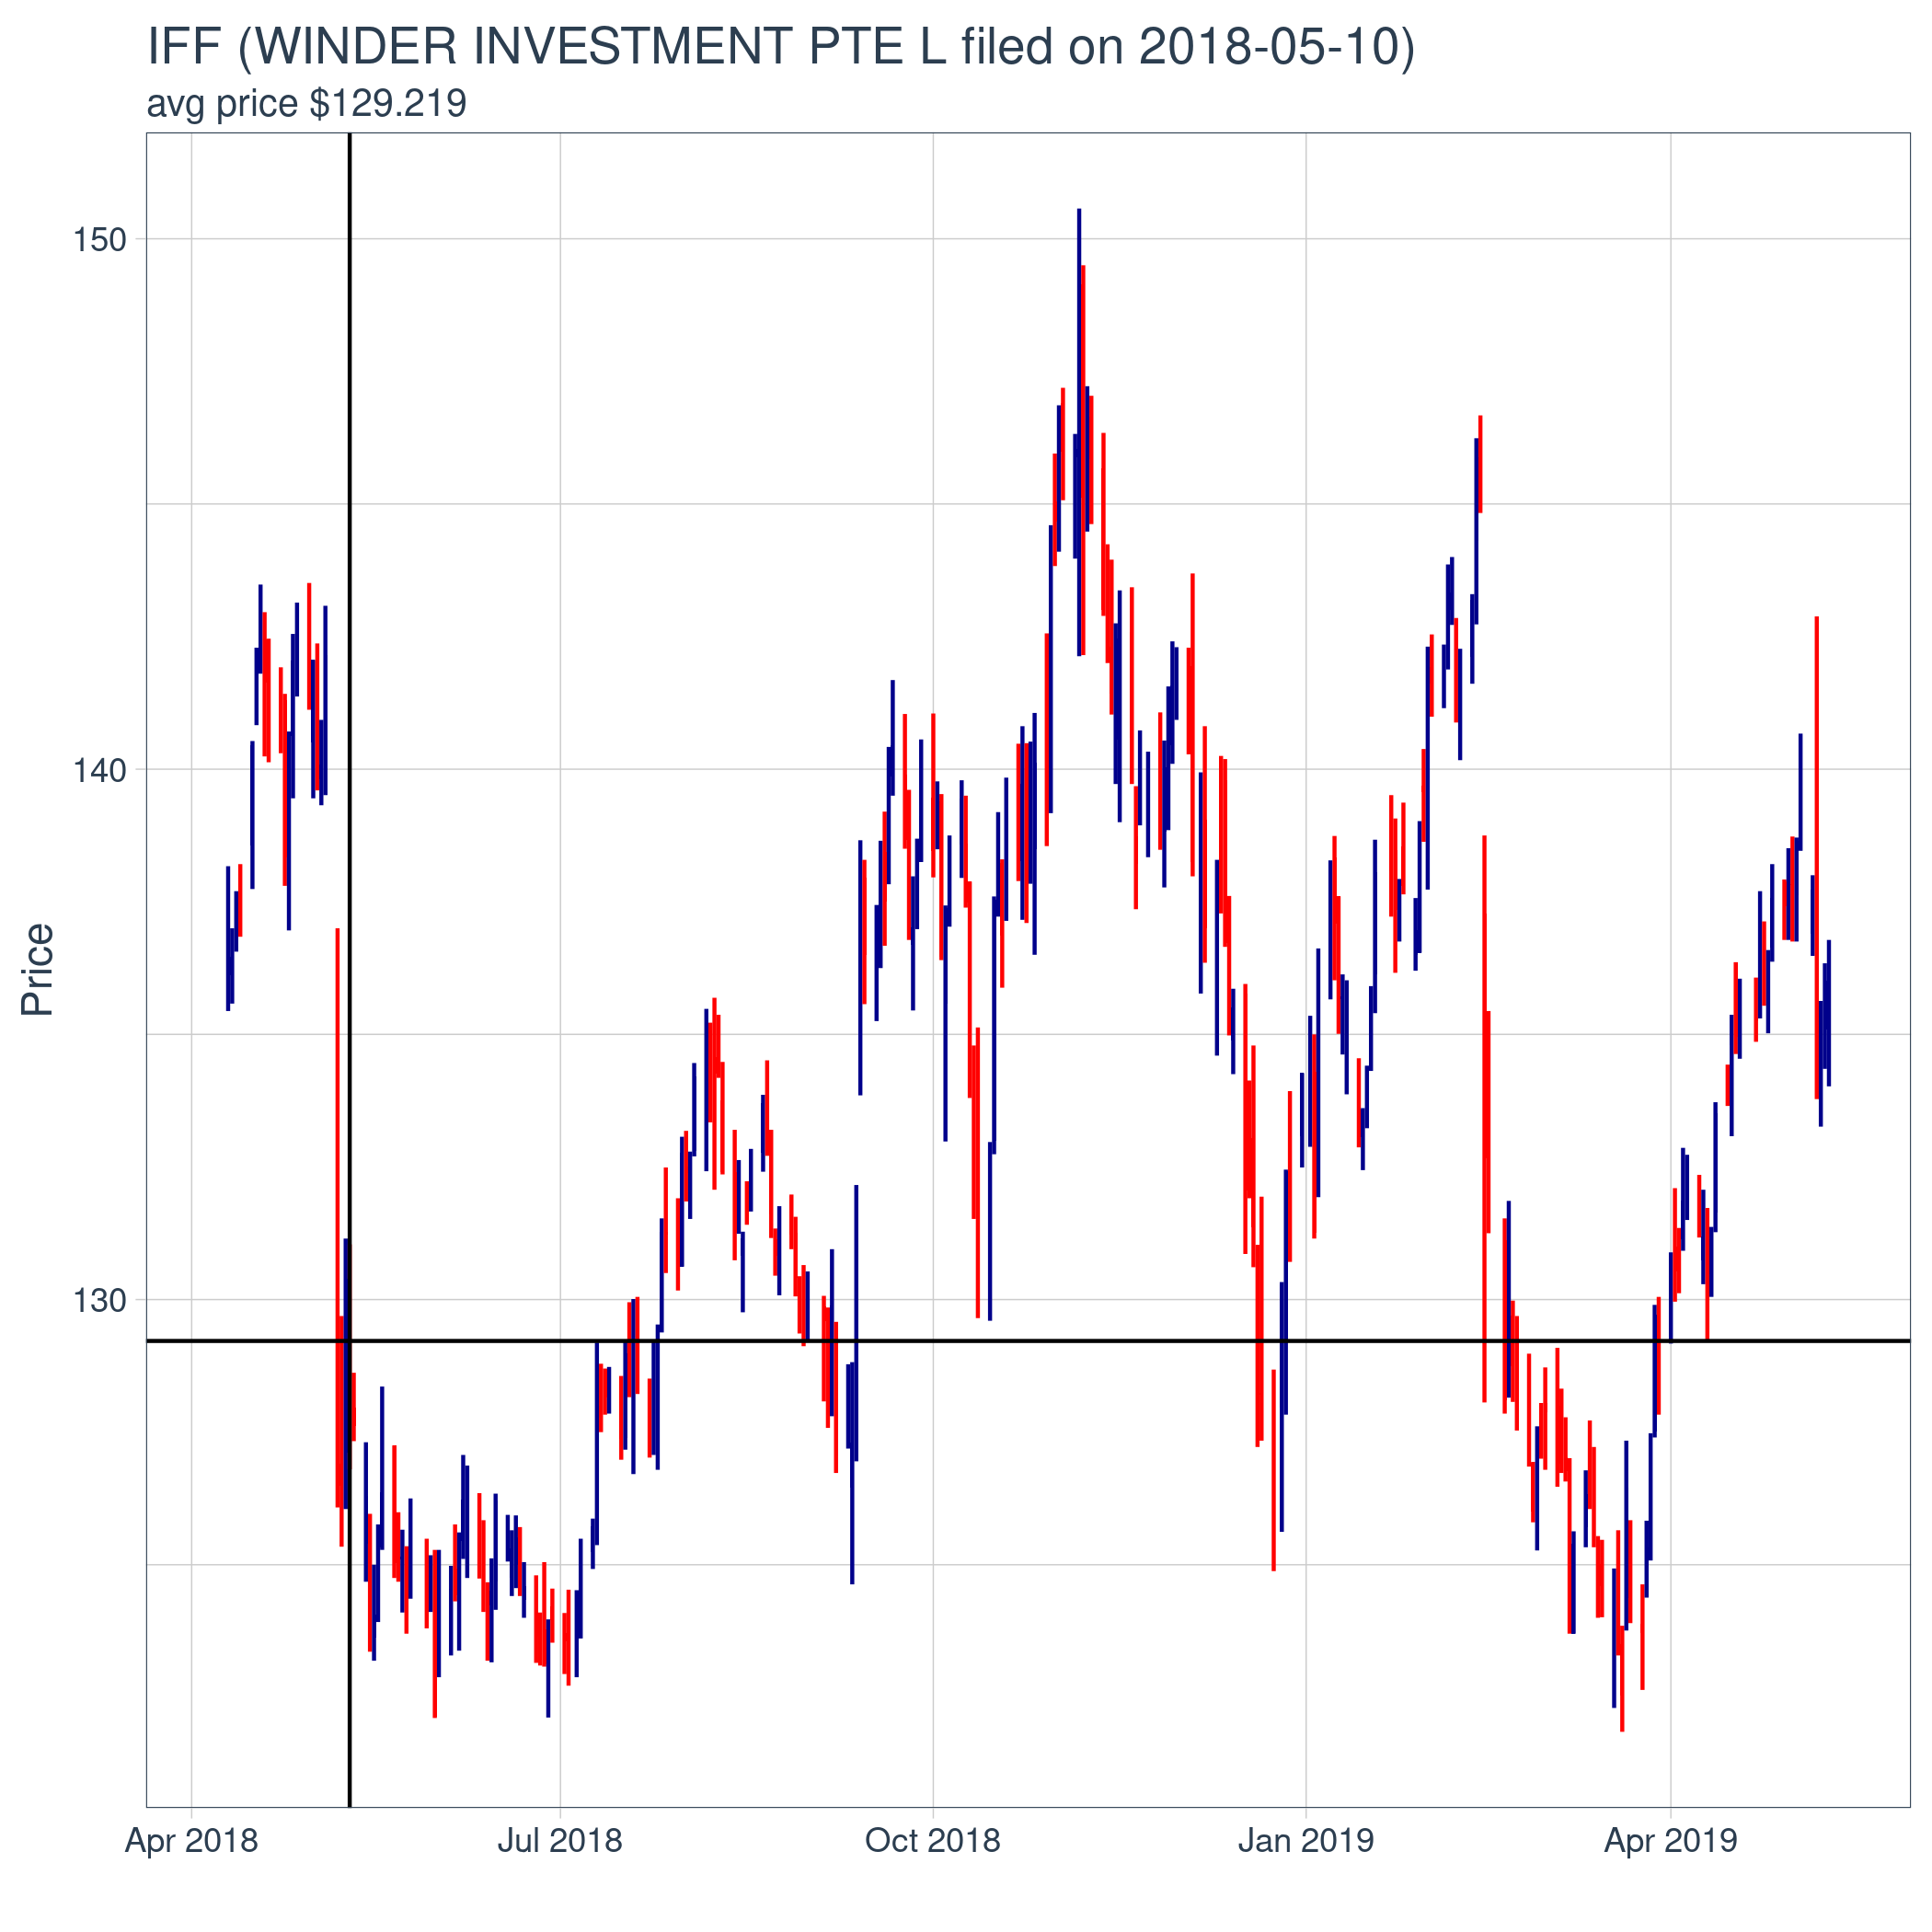 IFF (WINDER INVESTMENT PTE L filed on 2018-05-10)
avg price $129.219
150
140
130
Price
Apr 2018
Jul 2018
Oct 2018
Jan 2019
Apr 2019